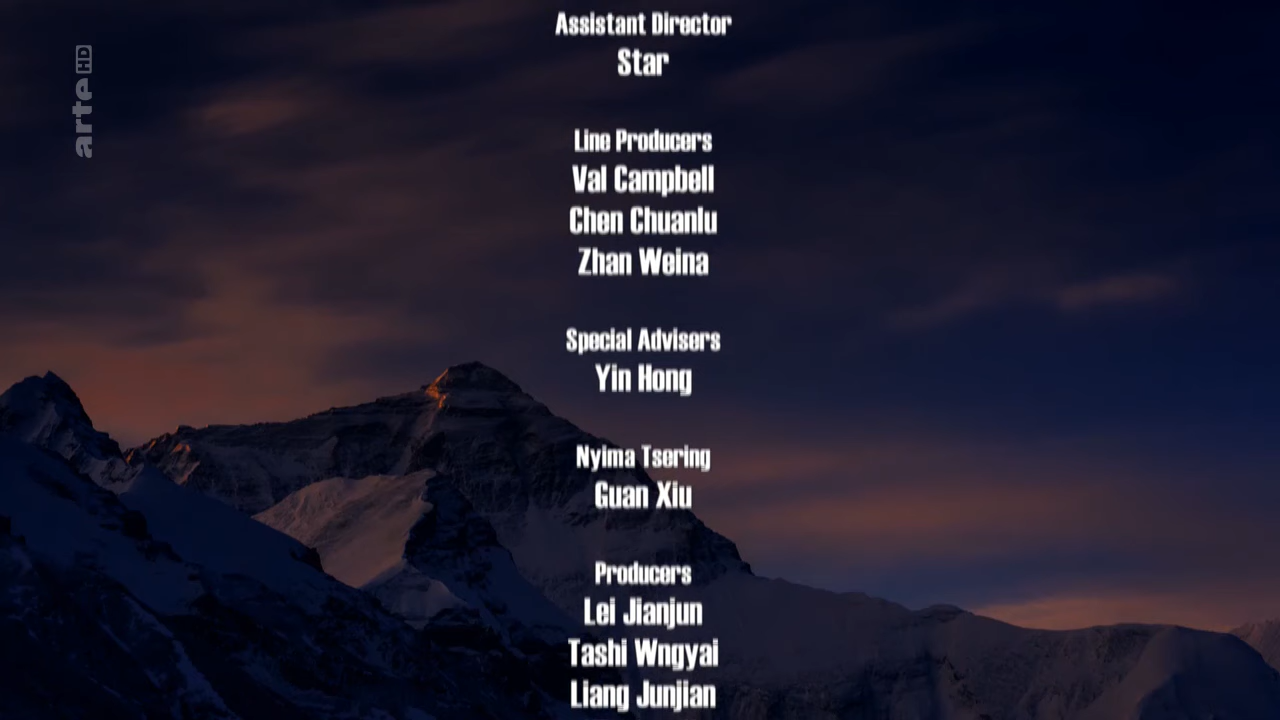 arte HD
Assistant Director
Star
Line Producers
Val Campbell
Chen Chuanlu
Zhan Weina
Special Advisers
Yin Hong
Nyima Tsering
Guan Xiu
Producers
Lei Jianjun
Tashi Wngyai
Liang Junjian